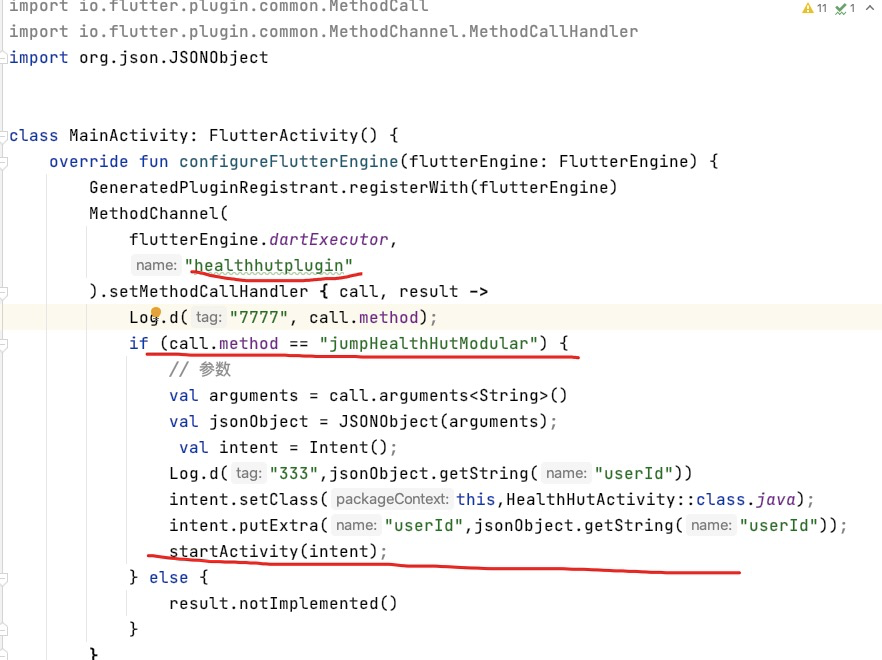 import io.flutter.plugin.common.MethodCall
11 1
import io.flutter.plugin.common.MethodChannel.MethodCallHandler
import org.json.JSONObject
class MainActivity: FlutterActivity() {
override fun configureFlutterEngine(flutterEngine: FlutterEngine) {
GeneratedPluginRegistrant.registerWith(flutterEngine)
MethodChannel(
flutterEngine.dartExecutor,
name: "healthhutplugin"
).setMethodCallHandler { call, result ->
Log.d( tag: "7777", call.method);
if (call.method == "jumpHealthHutModular") {
// 参数
val arguments = call.arguments<String>()
val jsonObject = JSONObject(arguments);
val intent = Intent();
Log.d( tag: "333",jsonObject.getString( name: "userId"))
intent.setClass( packageContext: this,HealthHutActivity::class.java);
intent.putExtra( name: "userId",jsonObject.getString( name: "userId"));
startActivity(intent);
} else {
result.notImplemented()
}
}